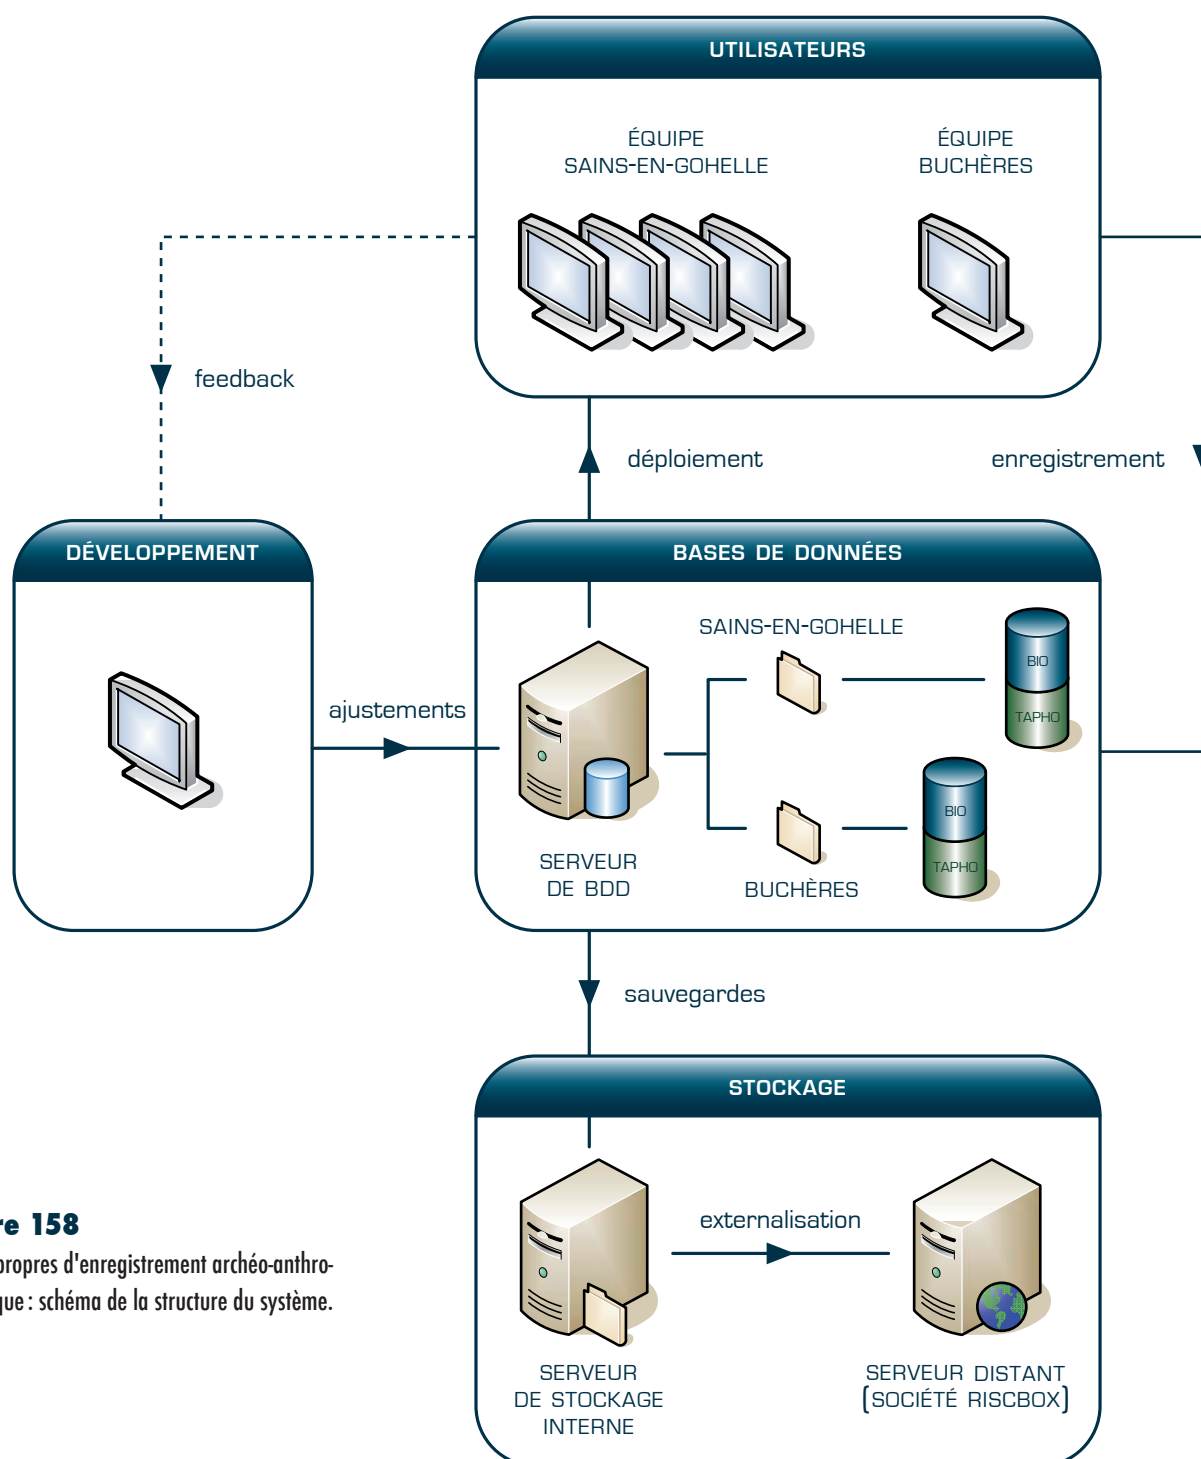 UTILISATEURS
ÉQUIPE
SAINS-EN-GOHELLE
ÉQUIPE
BUCHÈRES
feedback
déploiement
enregistrement
DÉVELOPPEMENT
BASES DE DONNÉES
SAINS-EN-GOHELLE
BIO
TAPHO
ajustements
BIO
TAPHO
SERVEUR
DE BDD
BUCHÈRES
sauvegardes
STOCKAGE
externalisation
re 158
propres d'enregistrement archéo-anthro-
que : schéma de la structure du système.
SERVEUR
DE STOCKAGE
INTERNE
SERVEUR DISTANT
(SOCIÉTÉ RISCBOX)